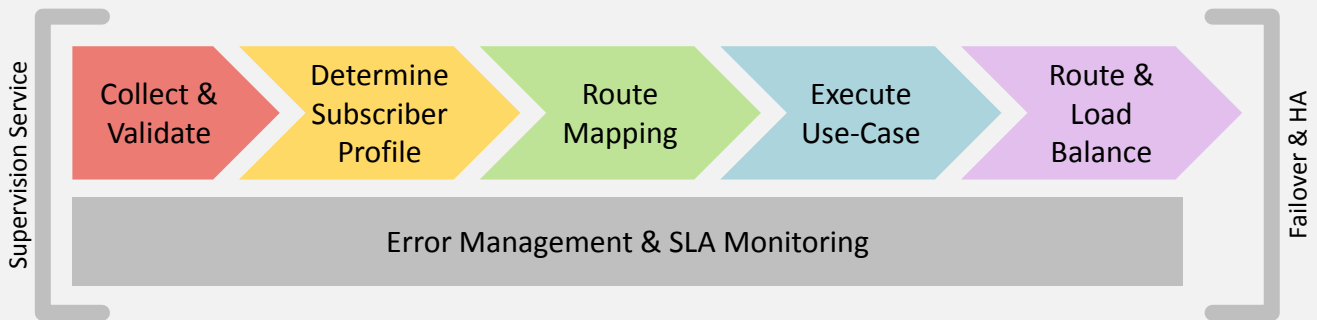 Supervision Service
Collect &
Validate
Determine
Subscriber
Profile
Route
Mapping
Execute
Use-Case
Route &
Load
Balance
Error Management & SLA Monitoring
Failover & HA